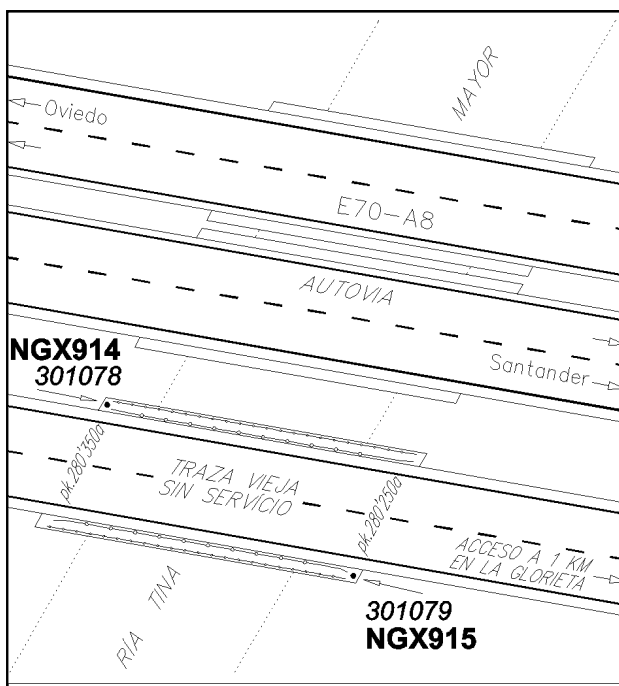 MAYOR
Oviedo
E70-A8
AUTOVIA
Santander
NGX914
301078
pk.280'350a
TRAZA VIEJA
SIN SERVÍCIO
pk.280'250a
ACCESO A 1 KM
EN LA GLORIETA
RÍA TINA
301079
NGX915